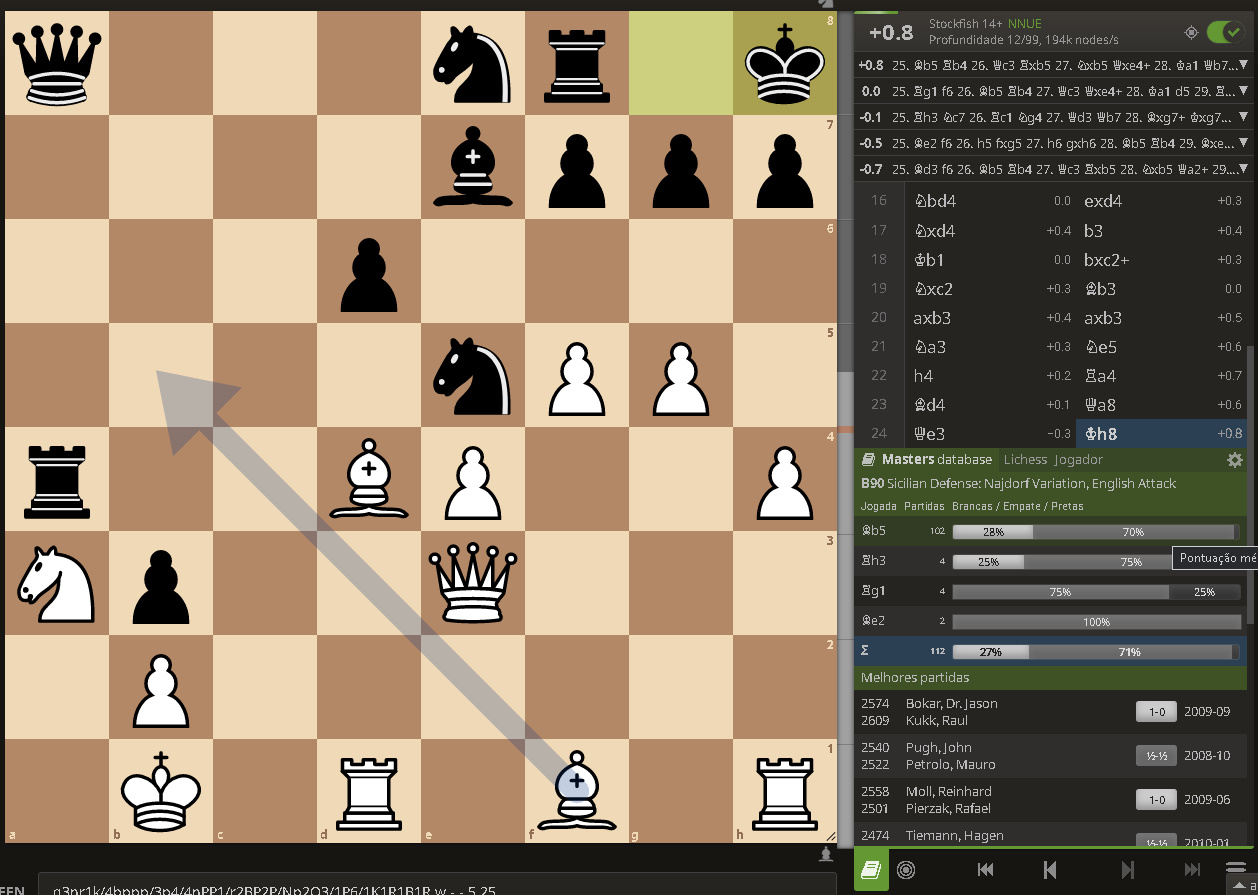 +0.8
Stockfish 14+ NNUE
Profundidade 12/99, 194k nodes/s
+0.8 25. ♗b5 ♖b4 26. ♕c3 ♖xb5 27. ♘xb5 ♕xe4+ 28. ♔a1 ♕b7...
0.0 25. ♖g1 f6 26. ♗b5 ♖b4 27. ♕c3 ♕xe4+ 28. ♔a1 d5 29. ♖...
-0.1 25. ♖h3 ♘c7 26. ♖c1 ♘g4 27. ♕d3 ♕b7 28. ♗xg7+ ♔xg7...
-0.5 25. ♗e2 f6 26. h5 fxg5 27. h6 gxh6 28. ♗b5 ♖b4 29. ♗xe...
-0.7 25. ♗d3 f6 26. ♗b5 ♖b4 27. ♕c3 ♖xb5 28. ♘xb5 ♕a2+ 29....
16 ♘bd4 0.0 exd4 +0.3
17 ♘xd4 +0.4 b3 +0.4
18 ♔b1 0.0 bxc2+ +0.3
19 ♘xc2 +0.3 ♗b3 0.0
20 axb3 +0.4 axb3 +0.5
21 ♘a3 +0.3 ♘e5 +0.6
22 h4 +0.2 ♖a4 +0.7
23 ♗d4 +0.1 ♕a8 +0.6
24 ♕e3 −0.3 ♔h8 +0.8
Masters database Lichess Jogador
B90 Sicilian Defense: Najdorf Variation, English Attack
Jogada Partidas Brancas / Empate / Pretas
♗b5 102 28% 70%
♖h3 4 25% 75%
Pontuação mé
♖g1 4 75% 25%
♗e2 2 100%
Σ 112 27% 71%
Melhores partidas
2574 Bokar, Dr. Jason
2609 Kukk, Raul
1-0 2009-09
2540 Pugh, John
2522 Petrolo, Mauro
½-½ 2008-10
2558 Moll, Reinhard
2501 Pierzak, Rafael
1-0 2009-06
2474 Tiemann, Hagen
½-½ 2010-01
8
7
6
5
4
3
2
1
a b c d e f g h
FEN q3nr1k/4bppp/3p4/4nPP1/r2BP2P/Np2Q3/1P6/1K1R1B1R w - - 5 25